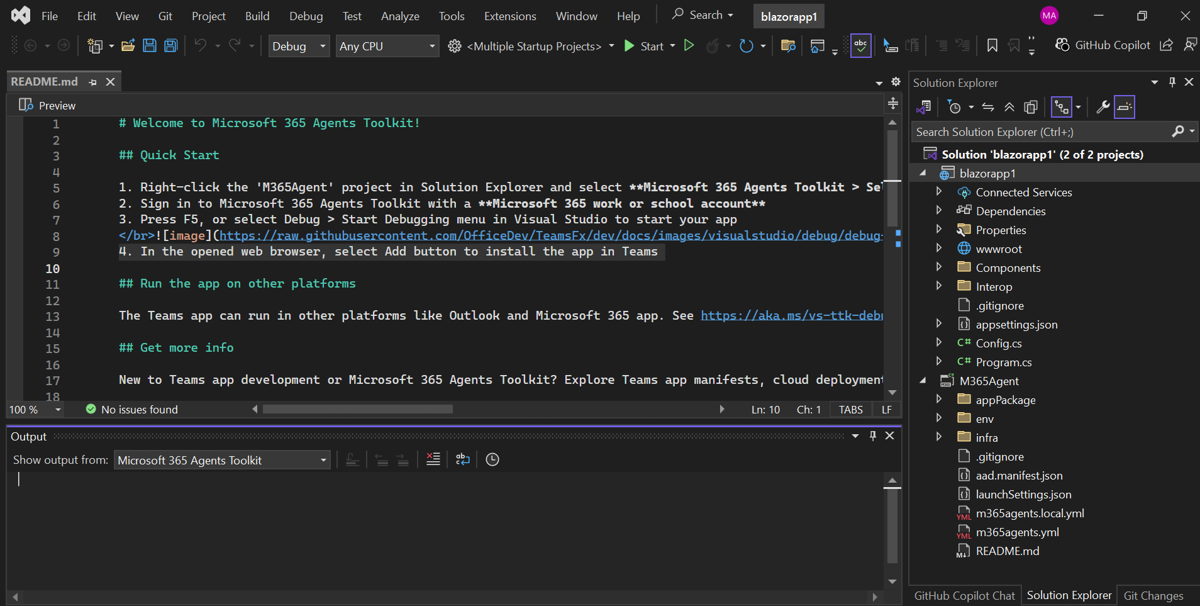 File Edit View Git Project Build Debug Test Analyze Tools Extensions Window Help Search blazorapp1 MA
Debug Any CPU <Multiple Startup Projects> Start abc GitHub Copilot
README.md
Preview
1 # Welcome to Microsoft 365 Agents Toolkit!
2
3 ## Quick Start
4
5 1. Right-click the 'M365Agent' project in Solution Explorer and select **Microsoft 365 Agents Toolkit > Sel
6 2. Sign in to Microsoft 365 Agents Toolkit with a **Microsoft 365 work or school account**
7 3. Press F5, or select Debug > Start Debugging menu in Visual Studio to start your app
8 </br>![image](https://raw.githubusercontent.com/OfficeDev/TeamsFx/dev/docs/images/visualstudio/debug/debug-
9 4. In the opened web browser, select Add button to install the app in Teams
10
11 ## Run the app on other platforms
12
13 The Teams app can run in other platforms like Outlook and Microsoft 365 app. See https://aka.ms/vs-ttk-debu
14
15 ## Get more info
16
17 New to Teams app development or Microsoft 365 Agents Toolkit? Explore Teams app manifests, cloud deployment
18
100 % No issues found Ln: 10 Ch: 1 TABS LF
Output
Show output from: Microsoft 365 Agents Toolkit
Solution Explorer
Search Solution Explorer (Ctrl+;)
Solution 'blazorapp1' (2 of 2 projects)
blazorapp1
Connected Services
Dependencies
Properties
wwwroot
Components
Interop
.gitignore
appsettings.json
C# Config.cs
C# Program.cs
M365Agent
appPackage
env
infra
.gitignore
aad.manifest.json
launchSettings.json
YML m365agents.local.yml
YML m365agents.yml
M↓ README.md
GitHub Copilot Chat Solution Explorer Git Changes